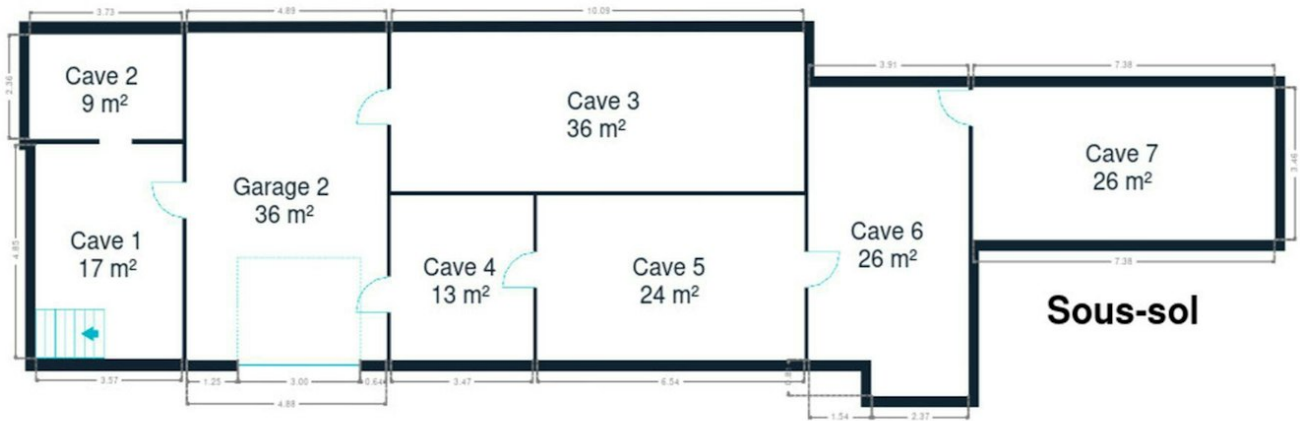 3.73
4.89
10.09
3.91
7.38
2.36
Cave 2
9 m²
Cave 3
36 m²
Cave 7
26 m²
3.46
Garage 2
36 m²
4.85
Cave 1
17 m²
Cave 4
13 m²
Cave 5
24 m²
Cave 6
26 m²
7.38
Sous-sol
3.57
1.25
3.00
0.64
3.47
6.54
4.88
1.54
2.37